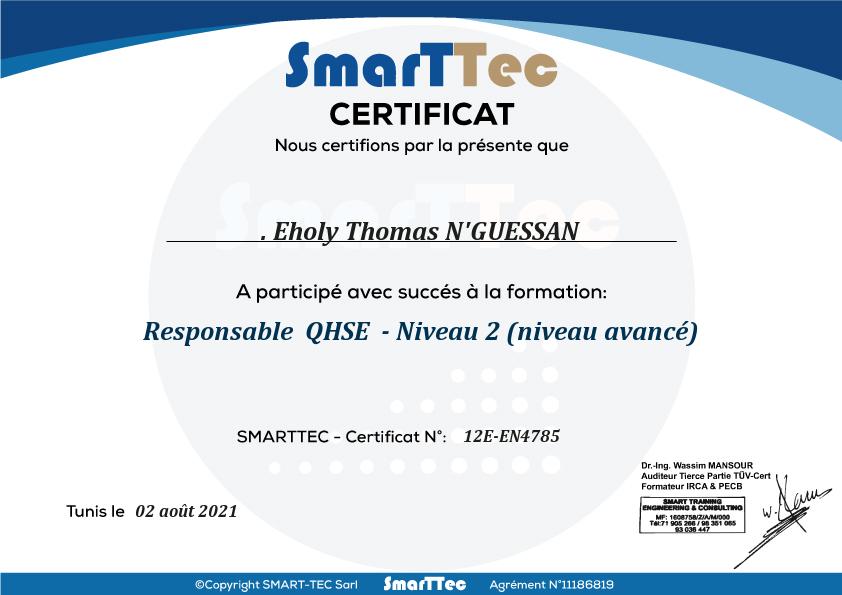 SmarTTec
CERTIFICAT
Nous certifions par la présente que
. Eholy Thomas N'GUESSAN
A participé avec succés à la formation:
Responsable QHSE - Niveau 2 (niveau avancé)
SMARTTEC - Certificat N°: 12E-EN4785
Dr.-Ing. Wassim MANSOUR
Auditeur Tierce Partie TÜV-Cert
Formateur IRCA & PECB
SMART TRAINING
ENGINEERING & CONSULTING
MF: 1608758/Z/A/M/000
Tél:71 905 266 / 98 351 065
93 036 447
Tunis le 02 août 2021
©Copyright SMART-TEC Sarl SmarTTec Agrément N°11186819